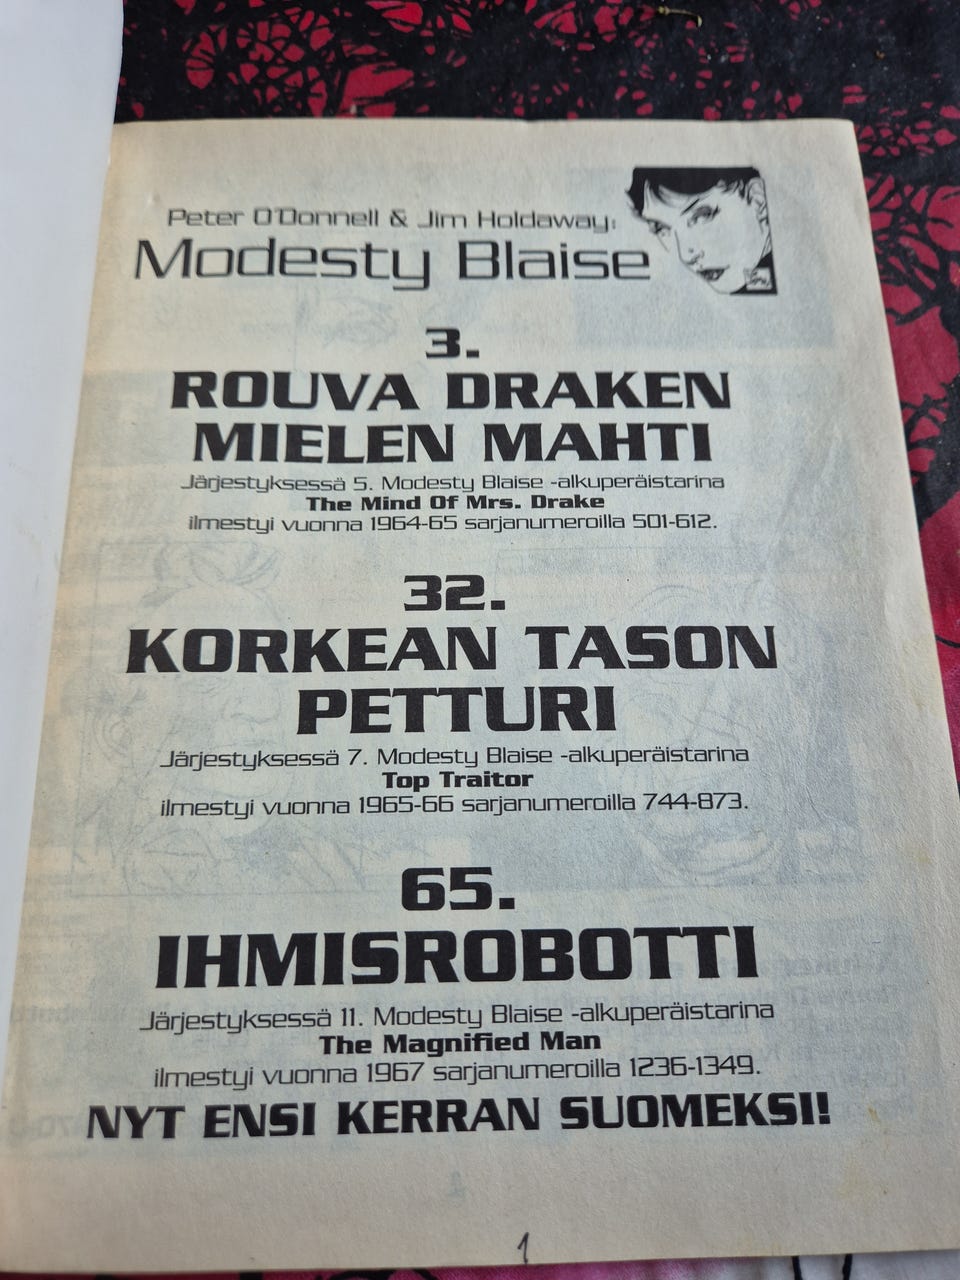 Peter O'Donnell & Jim Holdaway:
Modesty Blaise
3.
ROUVA DRAKEN
MIELEN MAHTI
Järjestyksessä 5. Modesty Blaise -alkuperäistarina
The Mind Of Mrs. Drake
ilmestyi vuonna 1964-65 sarjanumeroilla 501-612.
32.
KORKEAN TASON
PETTURI
Järjestyksessä 7. Modesty Blaise -alkuperäistarina
Top Traitor
ilmestyi vuonna 1965-66 sarjanumeroilla 744-873.
65.
IHMISROBOTTI
Järjestyksessä 11. Modesty Blaise -alkuperäistarina
The Magnified Man
ilmestyi vuonna 1967 sarjanumeroilla 1236-1349.
NYT ENSI KERRAN SUOMEKSI!
1